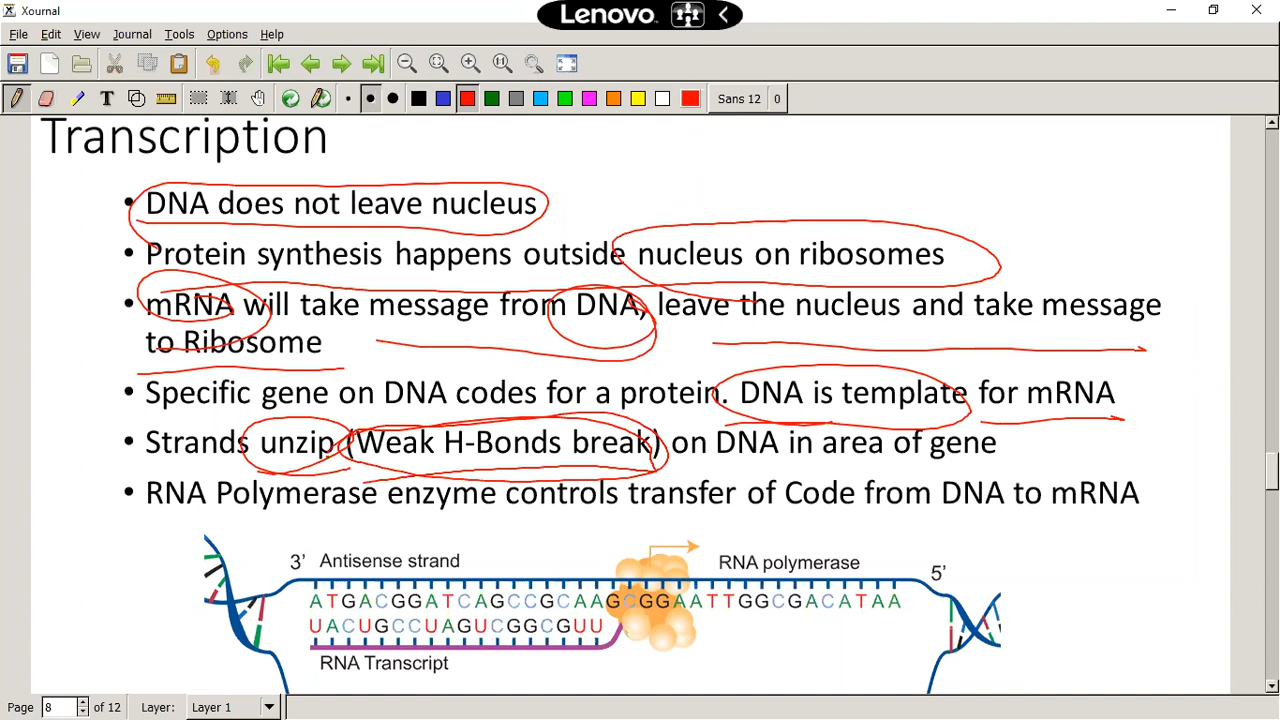 Xournal
Lenovo
File Edit View Journal Tools Options Help
Sans 12 0
Transcription
• DNA does not leave nucleus
• Protein synthesis happens outside nucleus on ribosomes
• mRNA will take message from DNA, leave the nucleus and take message
to Ribosome
• Specific gene on DNA codes for a protein. DNA is template for mRNA
• Strands unzip (Weak H-Bonds break) on DNA in area of gene
• RNA Polymerase enzyme controls transfer of Code from DNA to mRNA
3’ Antisense strand RNA polymerase 5’
ATGACGGATCAGCCGCAAGCGGAATTGGCGACATAA
UACUGCCUAGUCGGCGUU
RNA Transcript
Page 8 of 12 Layer: Layer 1